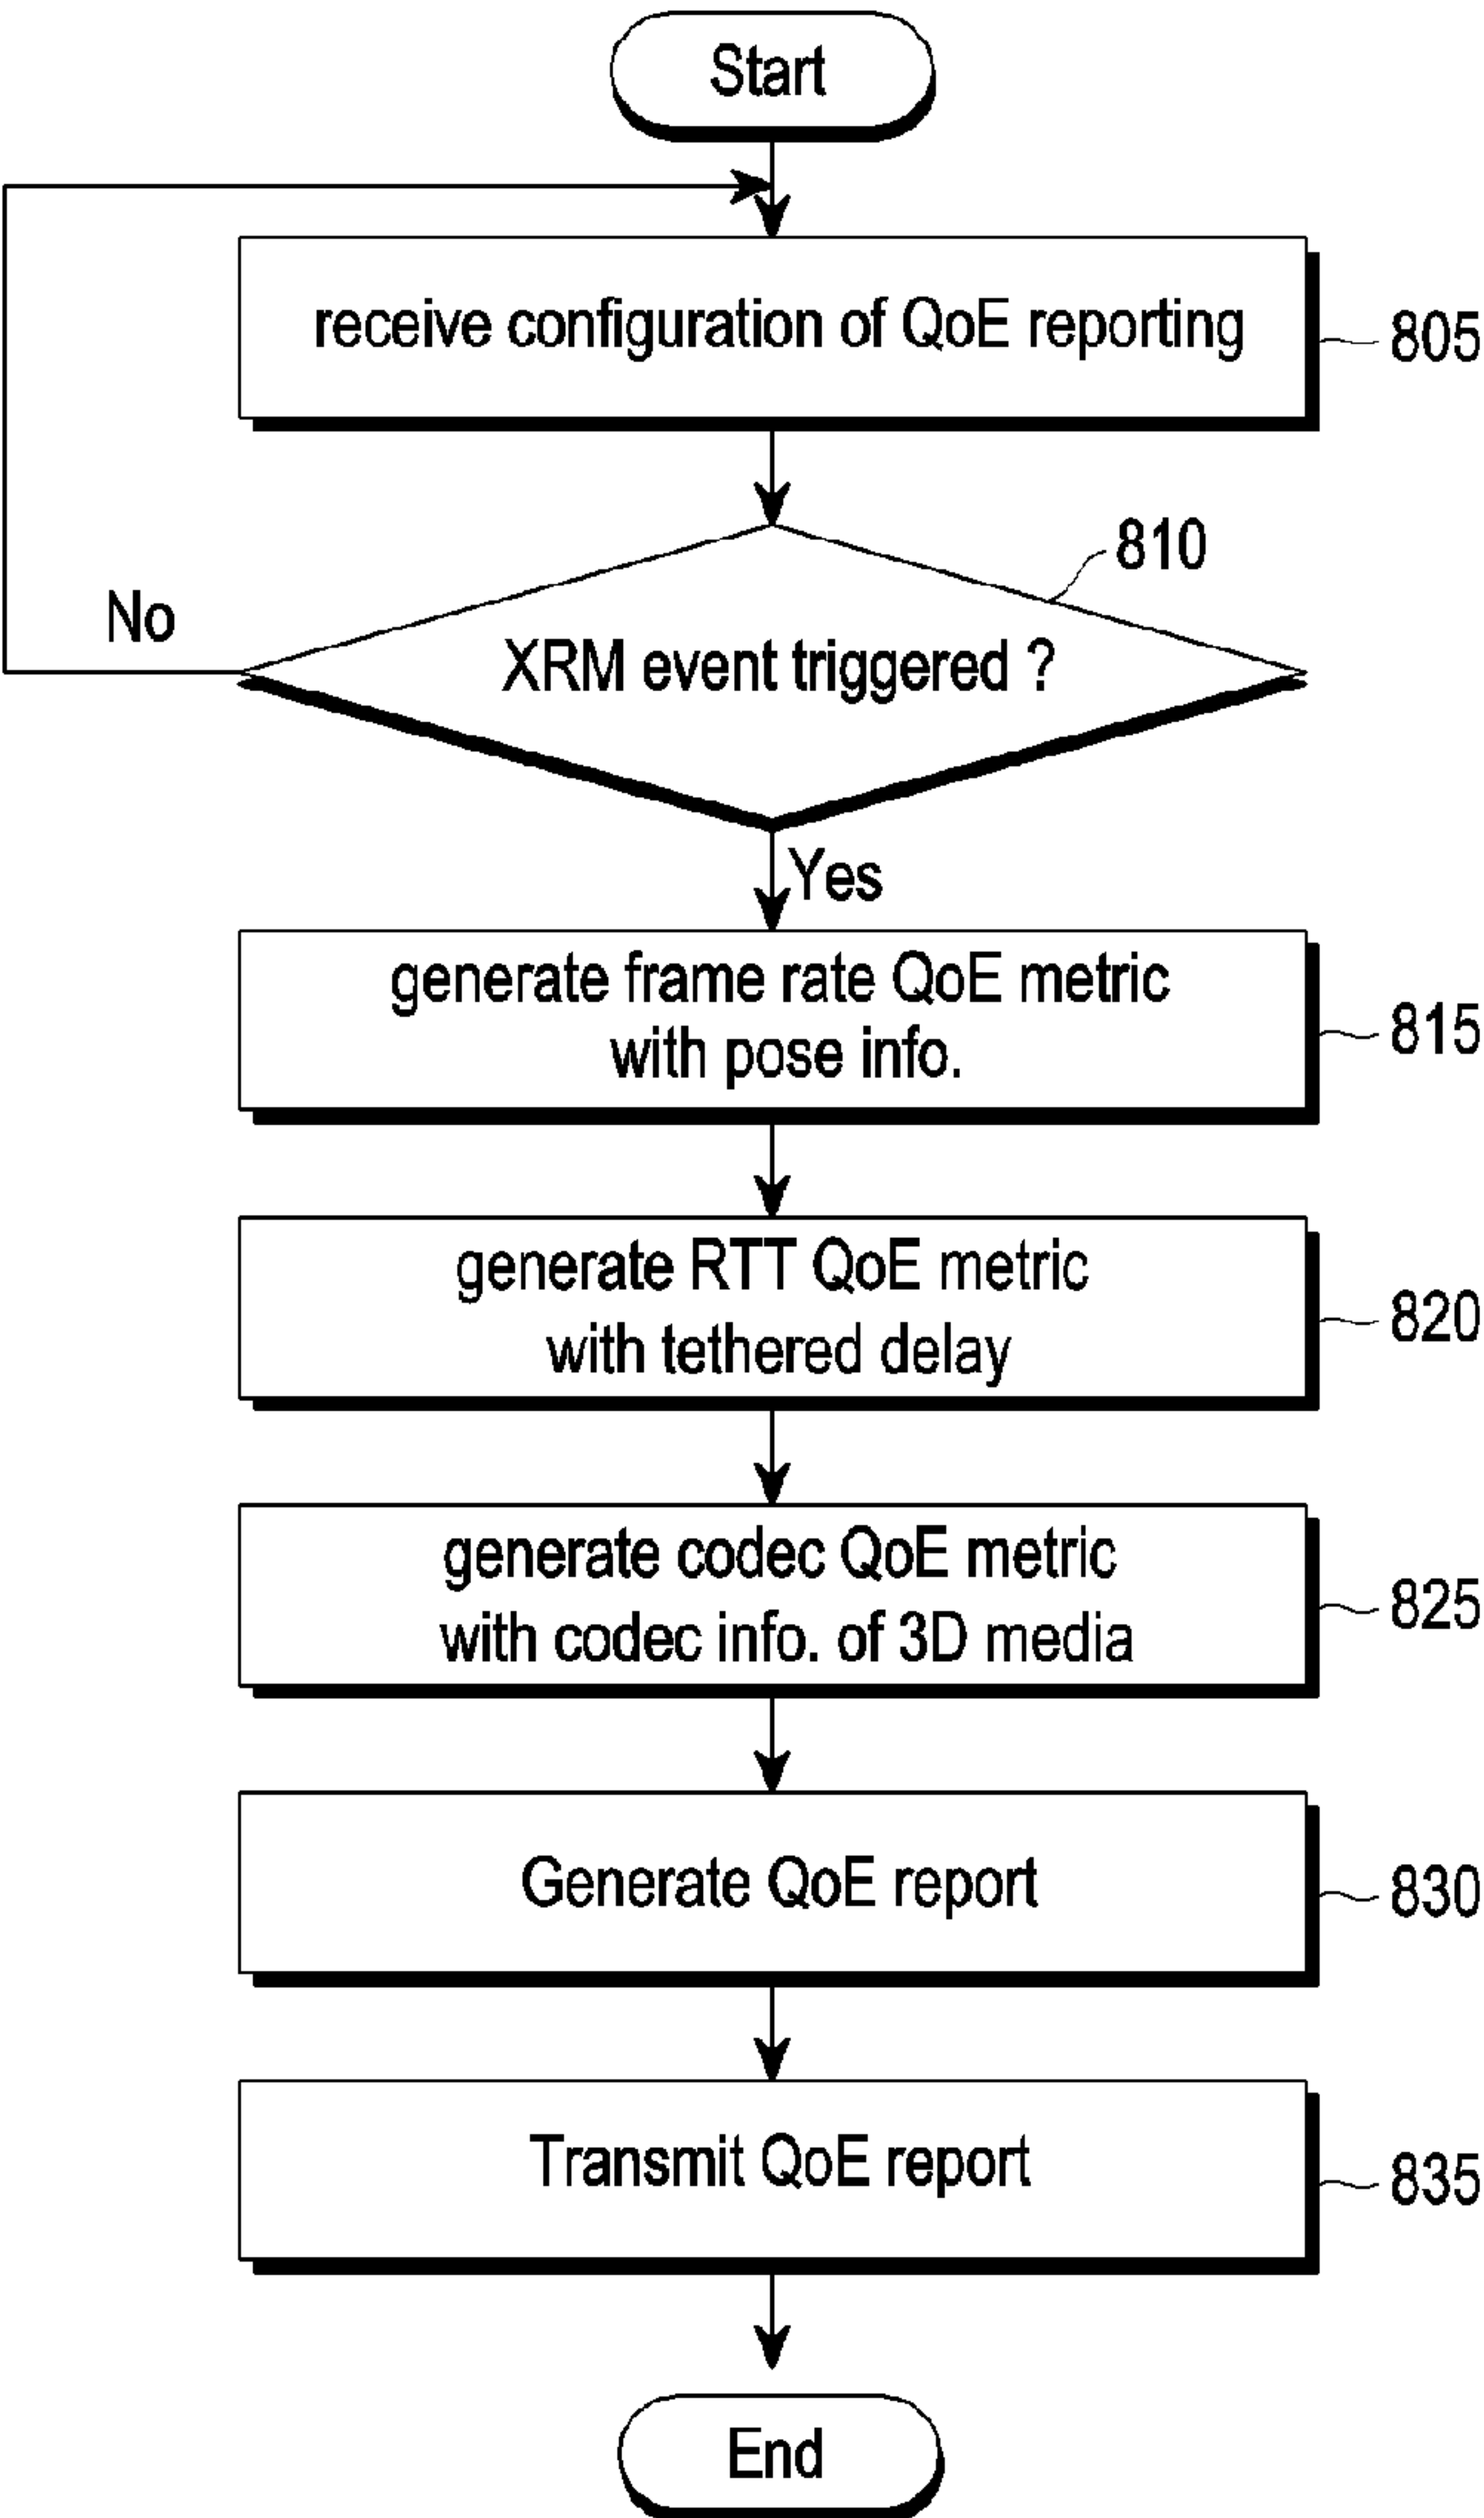 Start
receive configuration of QoE reporting
805
810
No
XRM event triggered ?
Yes
generate frame rate QoE metric
with pose info.
815
generate RTT QoE metric
with tethered delay
820
generate codec QoE metric
with codec info. of 3D media
825
Generate QoE report
830
Transmit QoE report
835
End